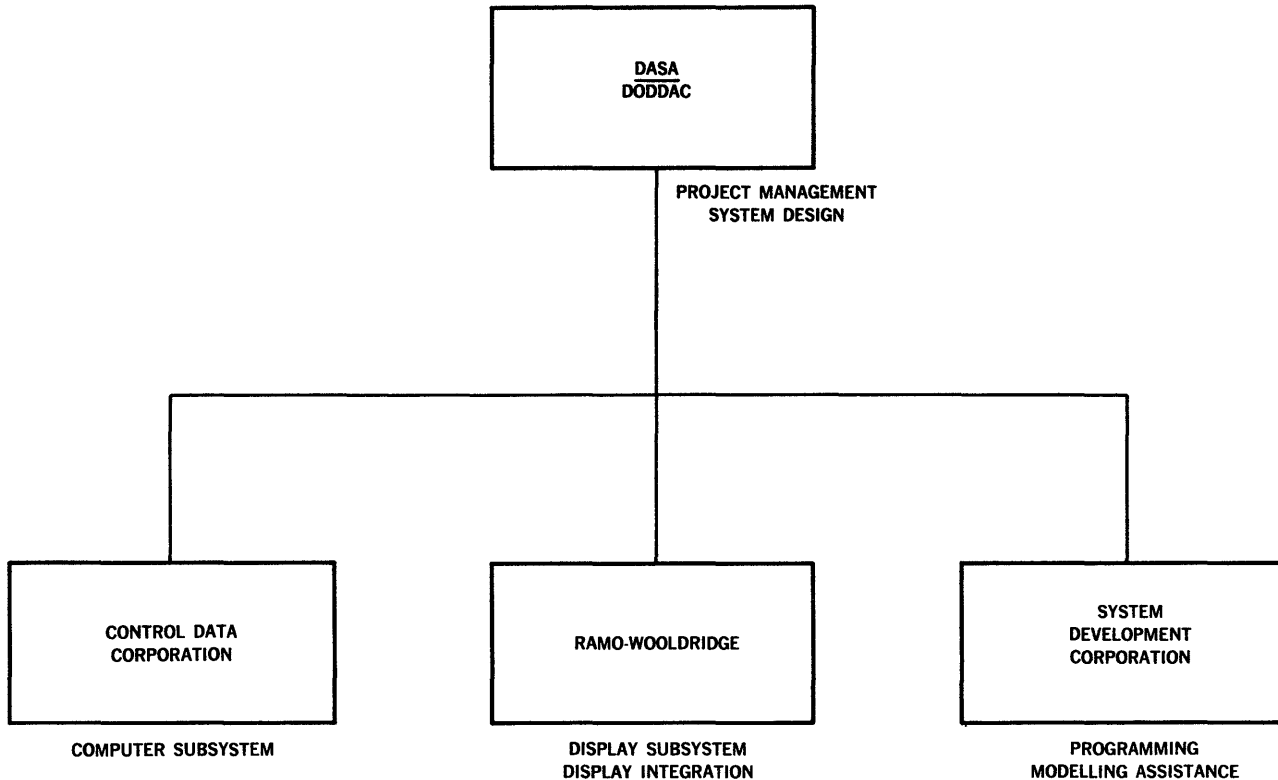 DASA
DODDAC
PROJECT MANAGEMENT
SYSTEM DESIGN
CONTROL DATA
CORPORATION
COMPUTER SUBSYSTEM
RAMO-WOOLDRIDGE
DISPLAY SUBSYSTEM
DISPLAY INTEGRATION
SYSTEM
DEVELOPMENT
CORPORATION
PROGRAMMING
MODELLING ASSISTANCE